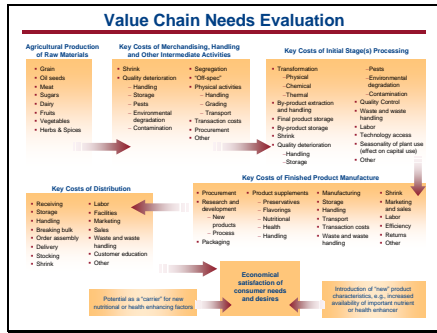 Value Chain Needs Evaluation
Agricultural Production
of Raw Materials
• Grain
• Oil seeds
• Meat
• Sugars
• Dairy
• Fruits
• Vegetables
• Herbs & Spices
Key Costs of Merchandising, Handling
and Other Intermediate Activities
• Shrink
• Quality deterioration
– Handling
– Storage
– Pests
– Environmental
degradation
– Contamination
• Segregation
• "Off-spec"
• Physical activities
– Handling
– Grading
– Transport
• Transaction costs
• Procurement
• Other
Key Costs of Initial Stage(s) Processing
• Transformation
– Physical
– Chemical
– Thermal
• By-product extraction
and handling
• Final product storage
• By-product storage
• Shrink
• Quality deterioration
– Handling
– Storage
– Pests
– Environmental
degradation
– Contamination
• Quality Control
• Waste and waste
handling
• Labor
• Technology access
• Seasonality of plant use
(effect on capital use)
• Other
Key Costs of Distribution
• Receiving
• Storage
• Handling
• Breaking bulk
• Order assembly
• Delivery
• Stocking
• Shrink
• Labor
• Facilities
• Marketing
• Sales
• Waste and waste
handling
• Customer education
• Other
Key Costs of Finished Product Manufacture
• Procurement
• Research and
development
– New
products
– Process
• Packaging
• Product supplements
– Preservatives
– Flavorings
– Nutritional
– Health
– Handling
• Manufacturing
• Storage
• Handling
• Transport
• Transaction costs
• Waste and waste
handling
• Shrink
• Marketing
and sales
• Labor
• Efficiency
• Returns
• Other
Economical
satisfaction of
consumer needs
and desires
Potential as a "carrier" for new
nutritional or health enhancing factors
Introduction of "new" product
characteristics, e.g., increased
availability of important nutrient
or health enhancer